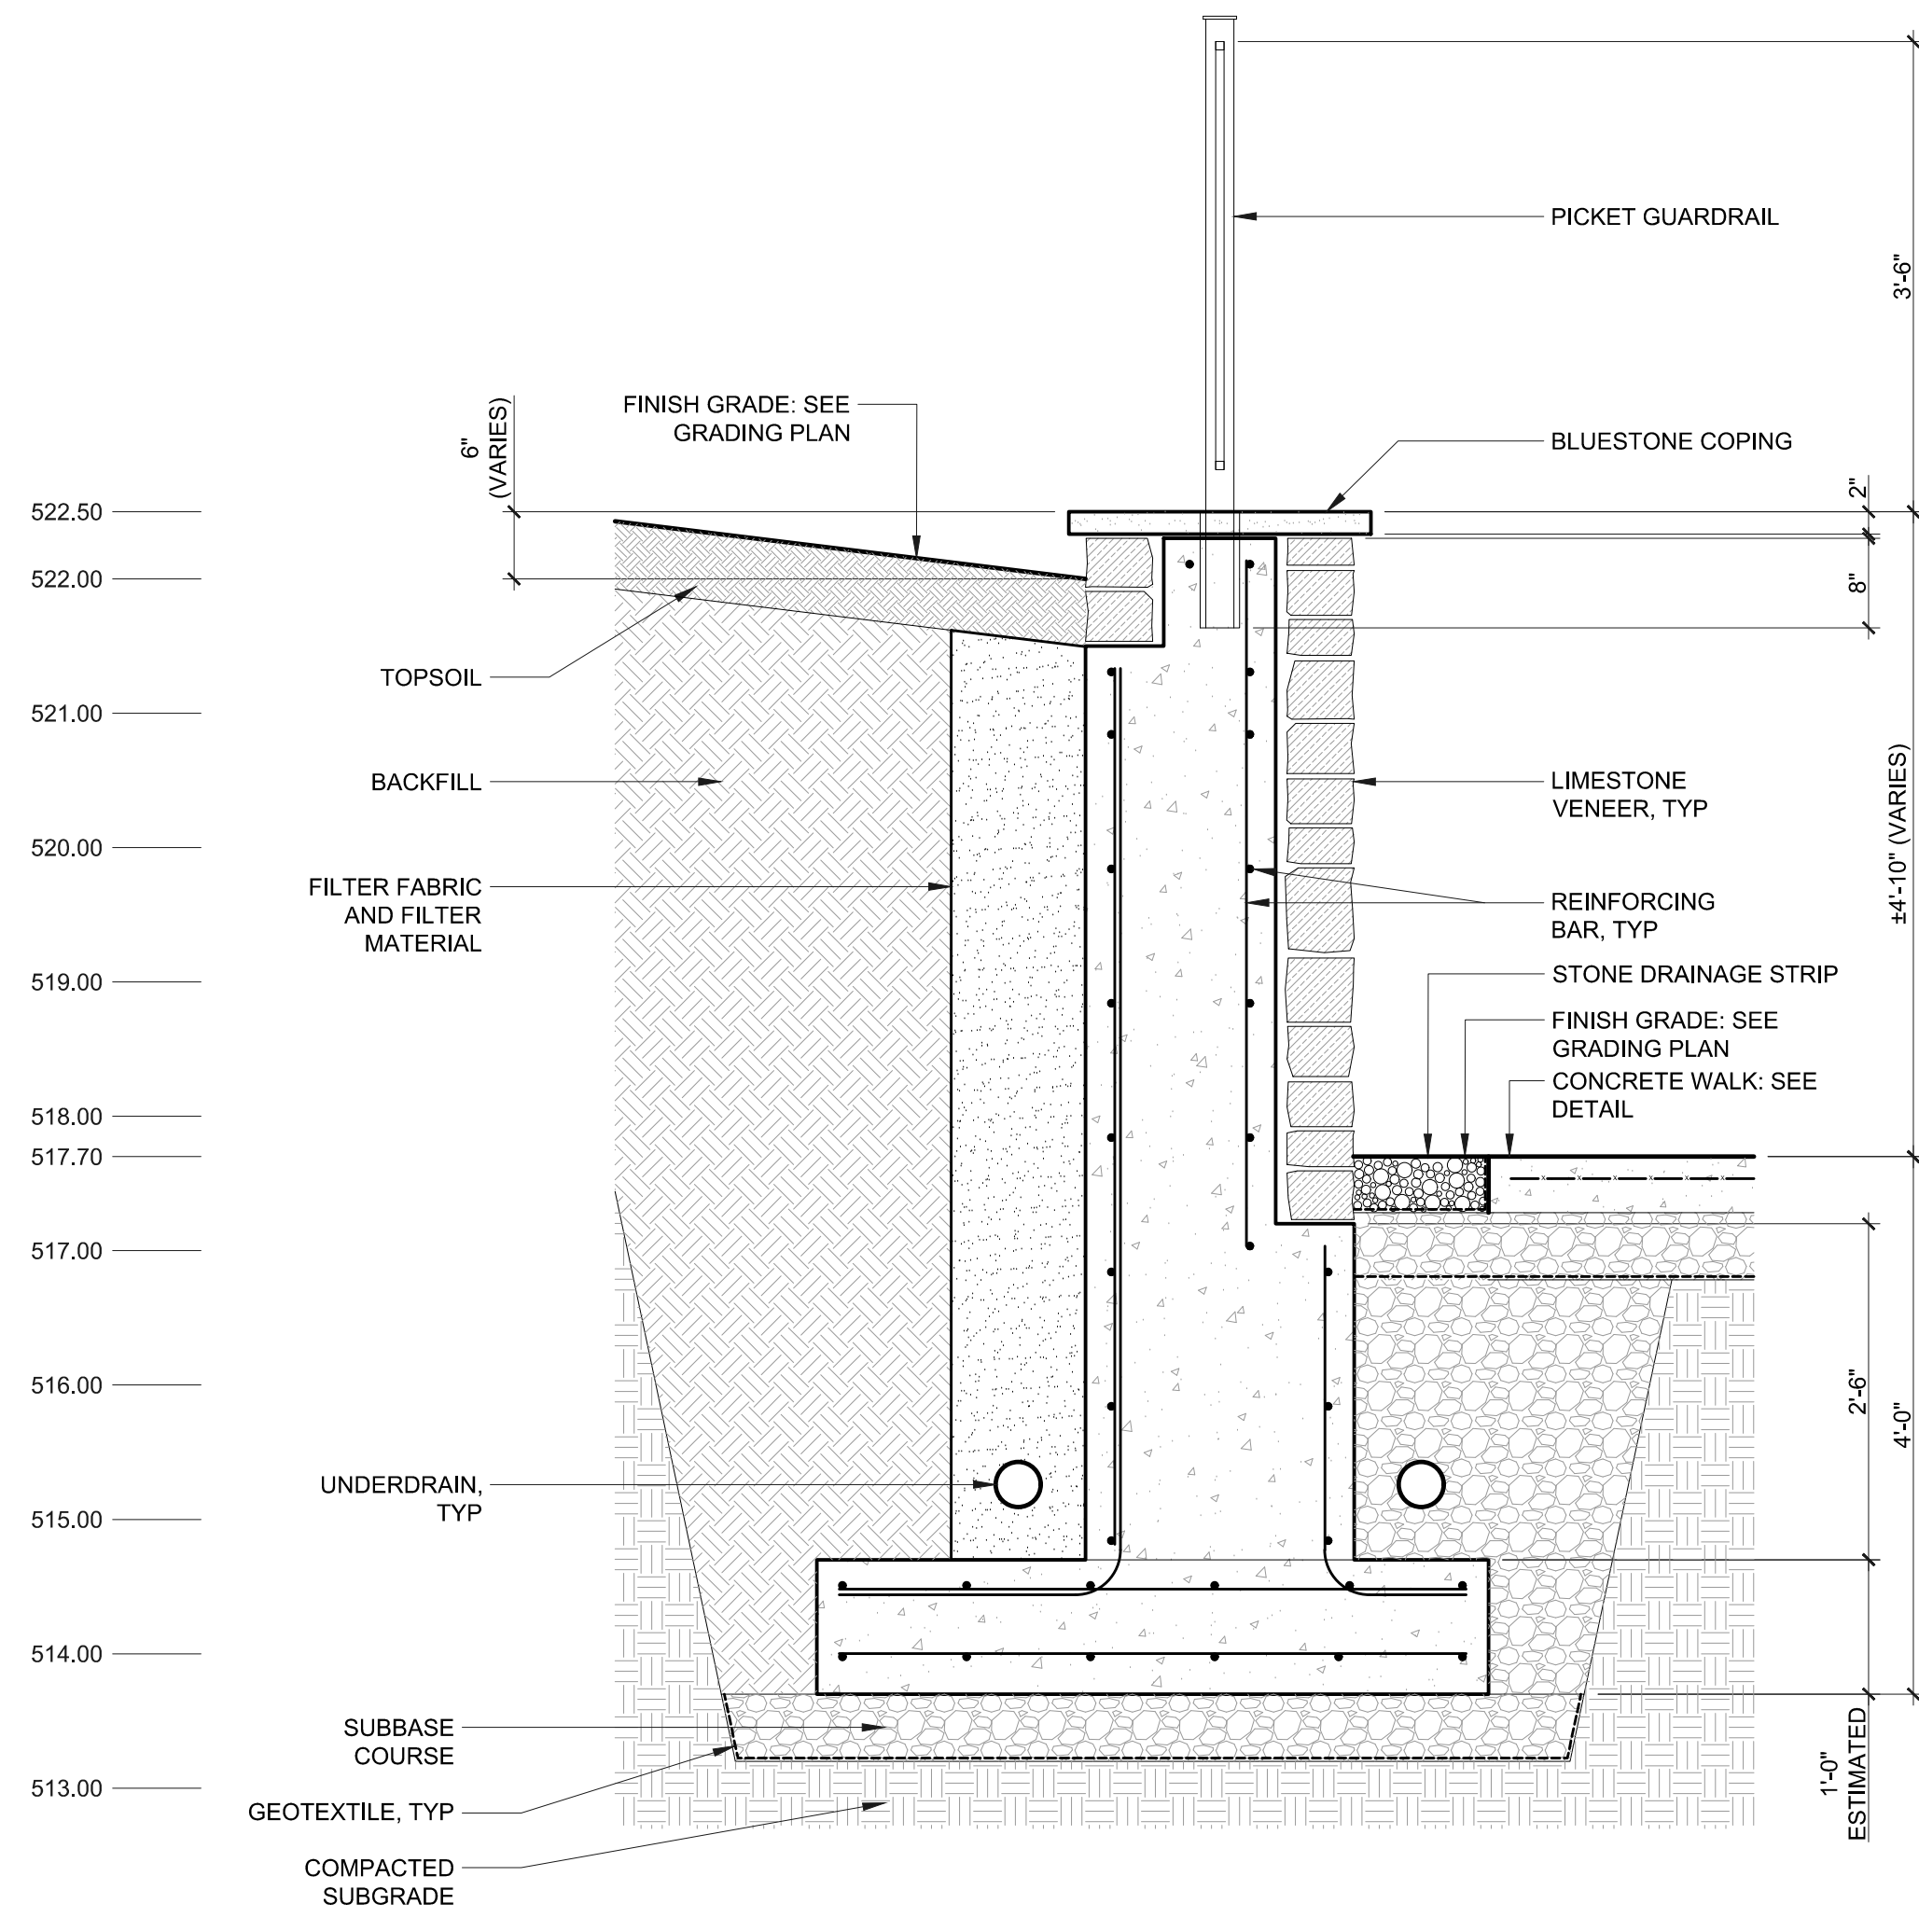 PICKET GUARDRAIL
3'-6"
FINISH GRADE: SEE
GRADING PLAN
6"
(VARIES)
BLUESTONE COPING
2"
522.50
522.00
8"
TOPSOIL
521.00
BACKFILL
LIMESTONE
VENEER, TYP
±4'-10" (VARIES)
520.00
FILTER FABRIC
AND FILTER
MATERIAL
REINFORCING
BAR, TYP
519.00
STONE DRAINAGE STRIP
FINISH GRADE: SEE
GRADING PLAN
CONCRETE WALK: SEE
DETAIL
518.00
517.70
517.00
516.00
2'-6"
4'-0"
UNDERDRAIN,
TYP
515.00
514.00
SUBBASE
COURSE
1'-0"
ESTIMATED
513.00
GEOTEXTILE, TYP
COMPACTED
SUBGRADE